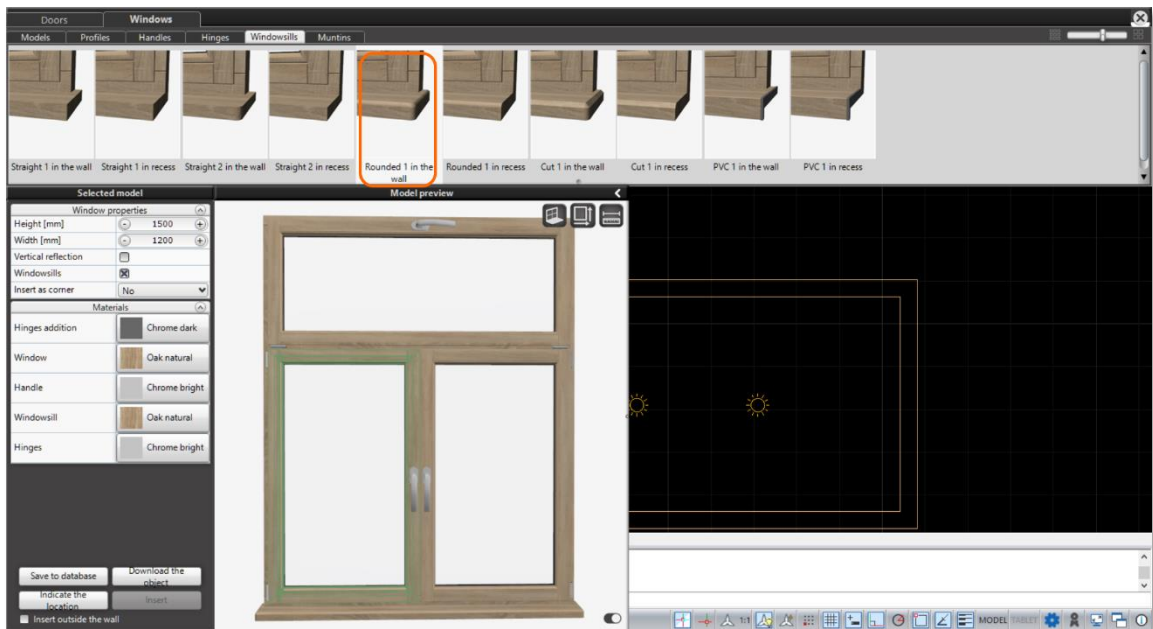 Doors Windows
Models Profiles Handles Hinges Windowsills Muntins
Straight 1 in the wall Straight 1 in recess Straight 2 in the wall Straight 2 in recess Rounded 1 in the wall Rounded 1 in recess Cut 1 in the wall Cut 1 in recess PVC 1 in the wall PVC 1 in recess
Selected model Model preview
Window properties
Height [mm] 1500
Width [mm] 1200
Vertical reflection
Windowsills
Insert as corner No
Materials
Hinges addition Chrome dark
Window Oak natural
Handle Chrome bright
Windowsill Oak natural
Hinges Chrome bright
Save to database Download the object
Indicate the location Insert
Insert outside the wall
1:1 MODEL TABLET